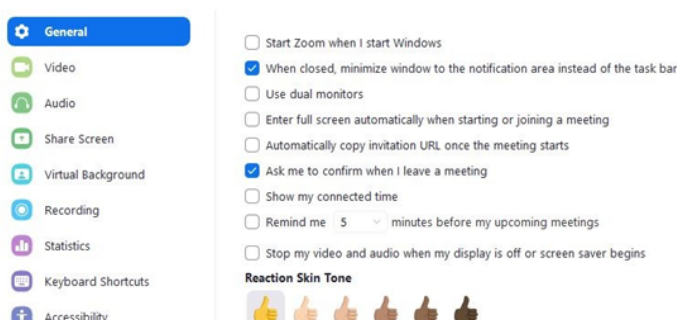 General
Video
Audio
Share Screen
Virtual Background
Recording
Statistics
Keyboard Shortcuts
Accessibility
Start Zoom when I start Windows
When closed, minimize window to the notification area instead of the task bar
Use dual monitors
Enter full screen automatically when starting or joining a meeting
Automatically copy invitation URL once the meeting starts
Ask me to confirm when I leave a meeting
Show my connected time
Remind me 5 minutes before my upcoming meetings
Stop my video and audio when my display is off or screen saver begins
Reaction Skin Tone